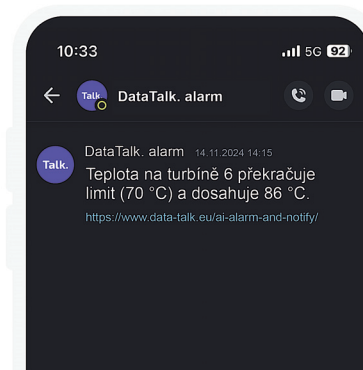 10:33 5G 92
Talk. DataTalk. alarm
Talk. DataTalk. alarm 14.11.2024 14:15
Teplota na turbíně 6 překračuje
limit (70 °C) a dosahuje 86 °C.
https://www.data-talk.eu/ai-alarm-and-notify/